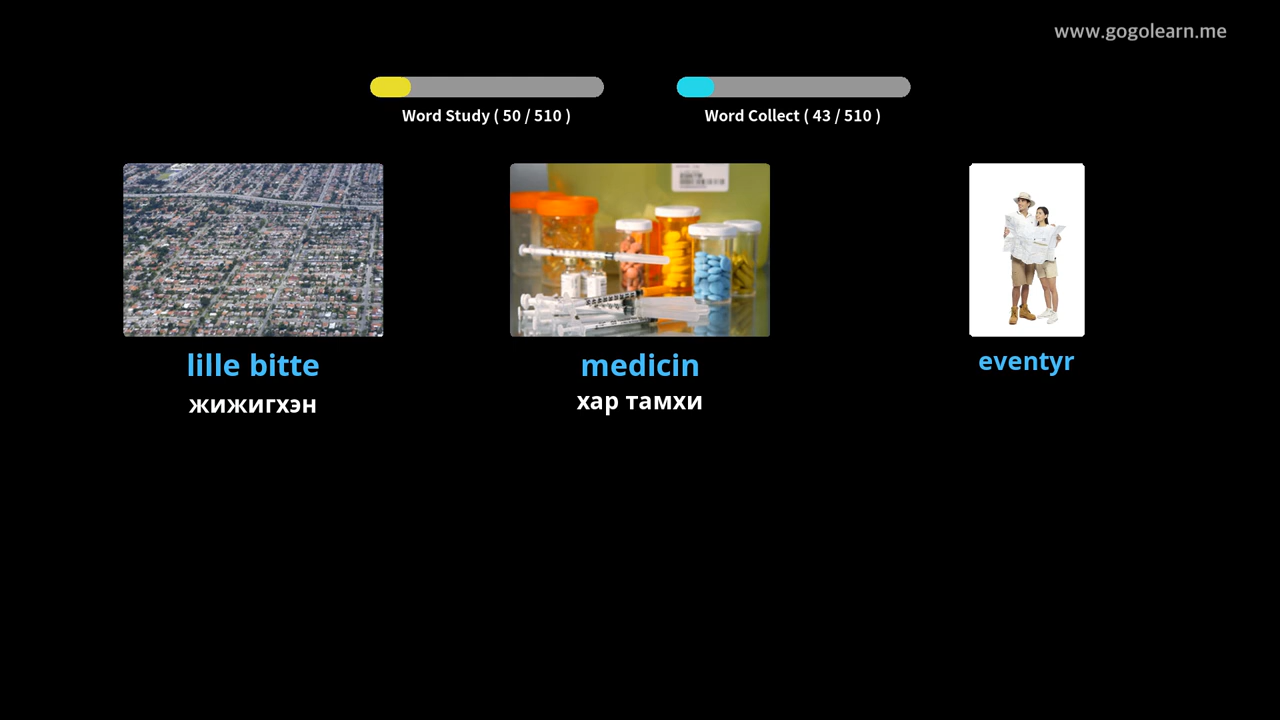 www.gogolearn.me
Word Study ( 50 / 510 )
Word Collect ( 43 / 510 )
lille bitte
жижигхэн
medicin
хар тамхи
eventyr